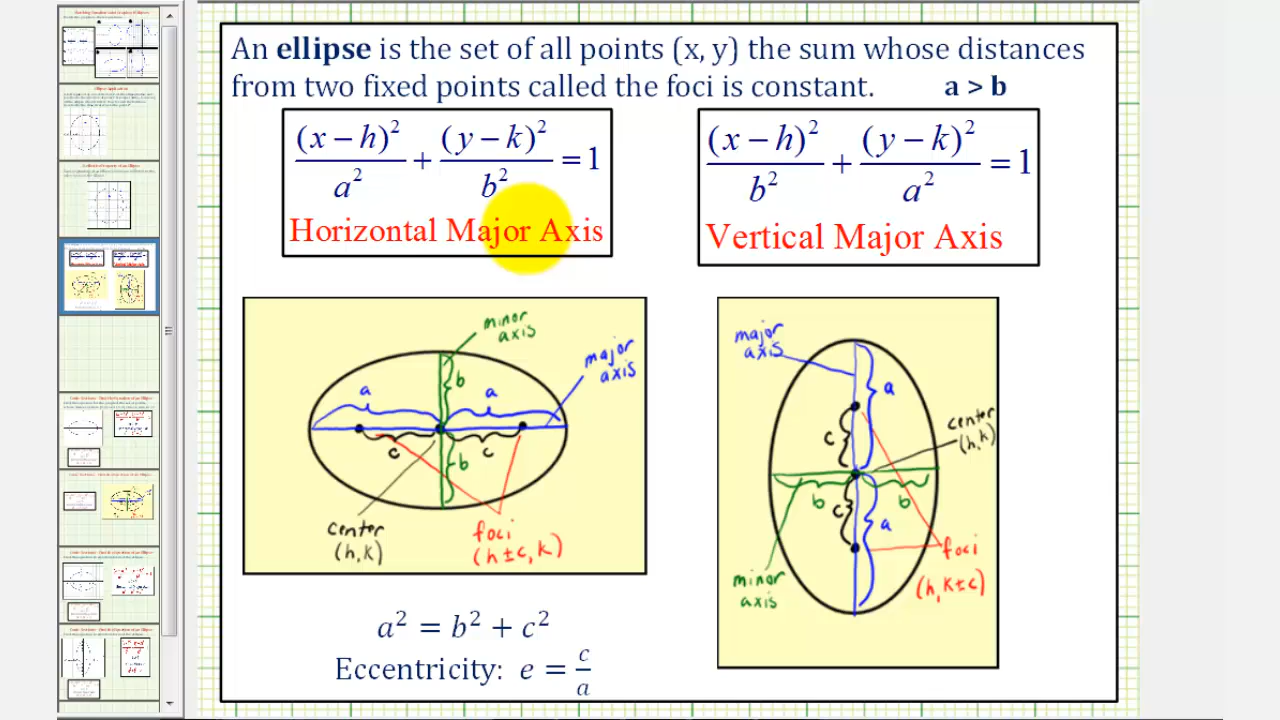 An ellipse is the set of all points (x, y) the sum whose distances
from two fixed points called the foci is constant. a > b
(x − h)² / a² + (y − k)² / b² = 1
Horizontal Major Axis
(x − h)² / b² + (y − k)² / a² = 1
Vertical Major Axis
minor
axis
major
axis
a
a
b
b
c
c
center
(h, k)
foci
(h ± c, k)
major
axis
a
a
c
c
b
b
center
(h, k)
minor
axis
foci
(h, k ± c)
a² = b² + c²
Eccentricity: e = c / a